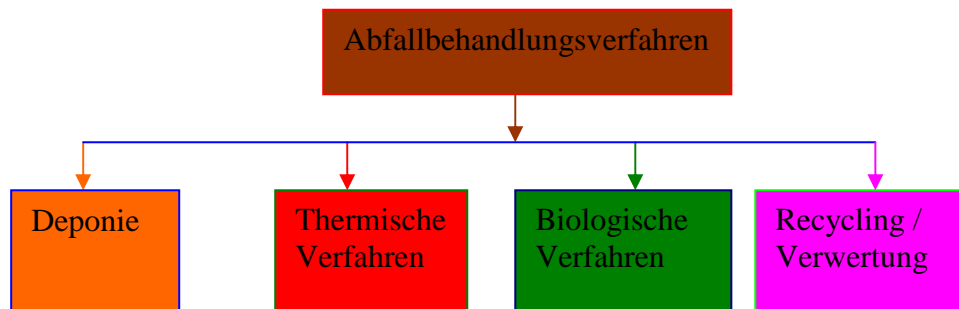 Abfallbehandlungsverfahren
Deponie
Thermische
Verfahren
Biologische
Verfahren
Recycling /
Verwertung